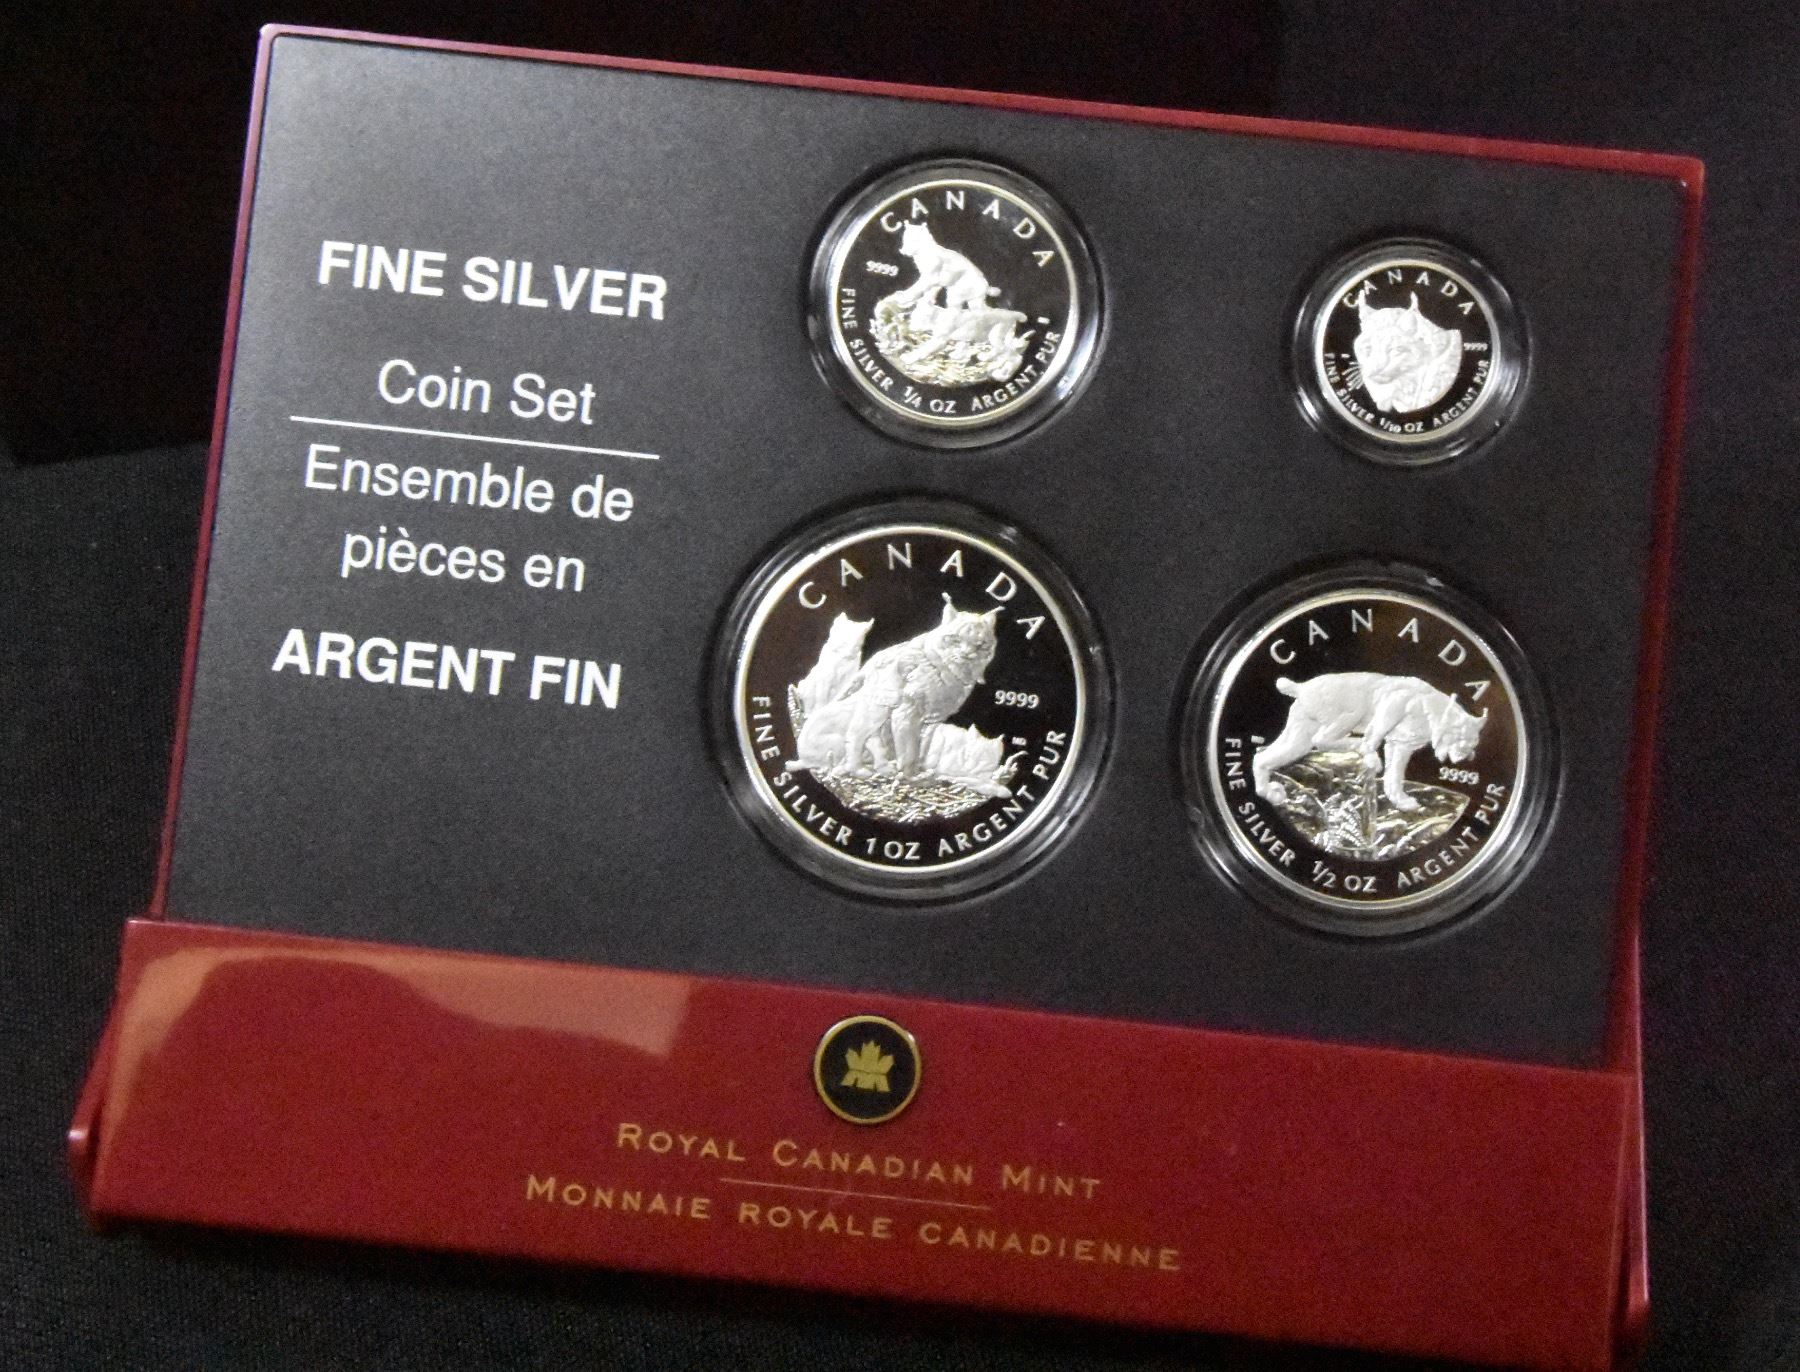 FINE SILVER
Coin Set
Ensemble de
pièces en
ARGENT FIN
CANADA
9999
FINE SILVER 1/4 OZ ARGENT PUR
CANADA
9999
FINE SILVER 1/10 OZ ARGENT PUR
CANADA
9999
FINE SILVER 1 OZ ARGENT PUR
CANADA
9999
FINE SILVER 1/2 OZ ARGENT PUR
ROYAL CANADIAN MINT
MONNAIE ROYALE CANADIENNE